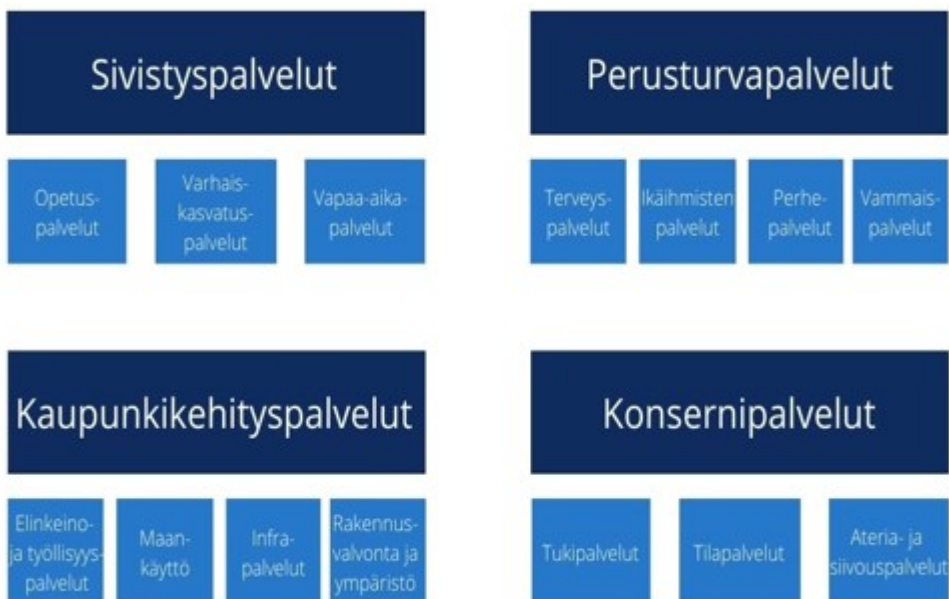 Sivistyspalvelut
Opetus-
palvelut
Varhais-
kasvatus-
palvelut
Vapaa-aika-
palvelut
Perusturvapalvelut
Terveys-
palvelut
Ikäihmisten
palvelut
Perhe-
palvelut
Vammais-
palvelut
Kaupunkikehityspalvelut
Elinkeino-
ja työllisyys-
palvelut
Maan-
käyttö
Infra-
palvelut
Rakennus-
valvonta ja
ympäristö
Konsernipalvelut
Tukipalvelut
Tilapalvelut
Ateria- ja
siivouspalvelut